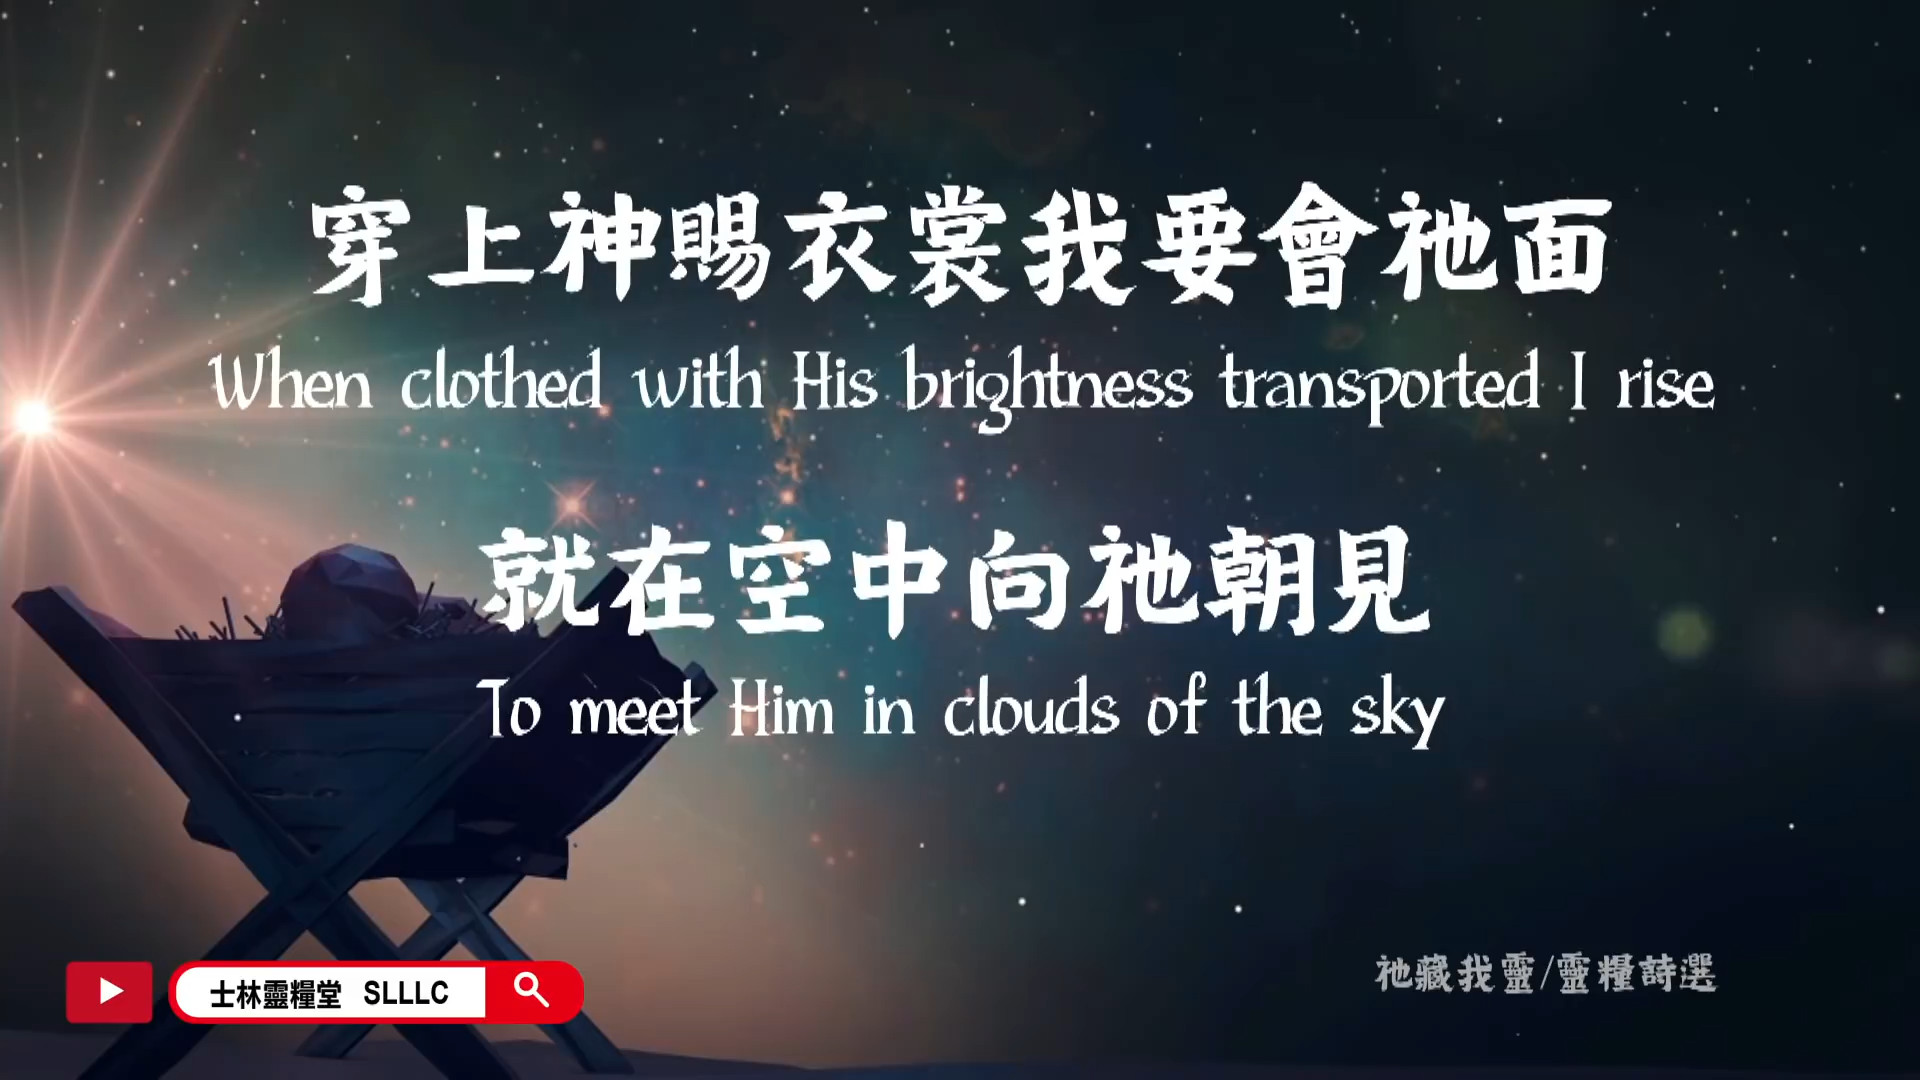 穿上神賜衣裳我要會祂面
When clothed with His brightness transported I rise
就在空中向祂朝見
To meet Him in clouds of the sky
祂藏我靈/靈糧詩選
士林靈糧堂 SLLLC